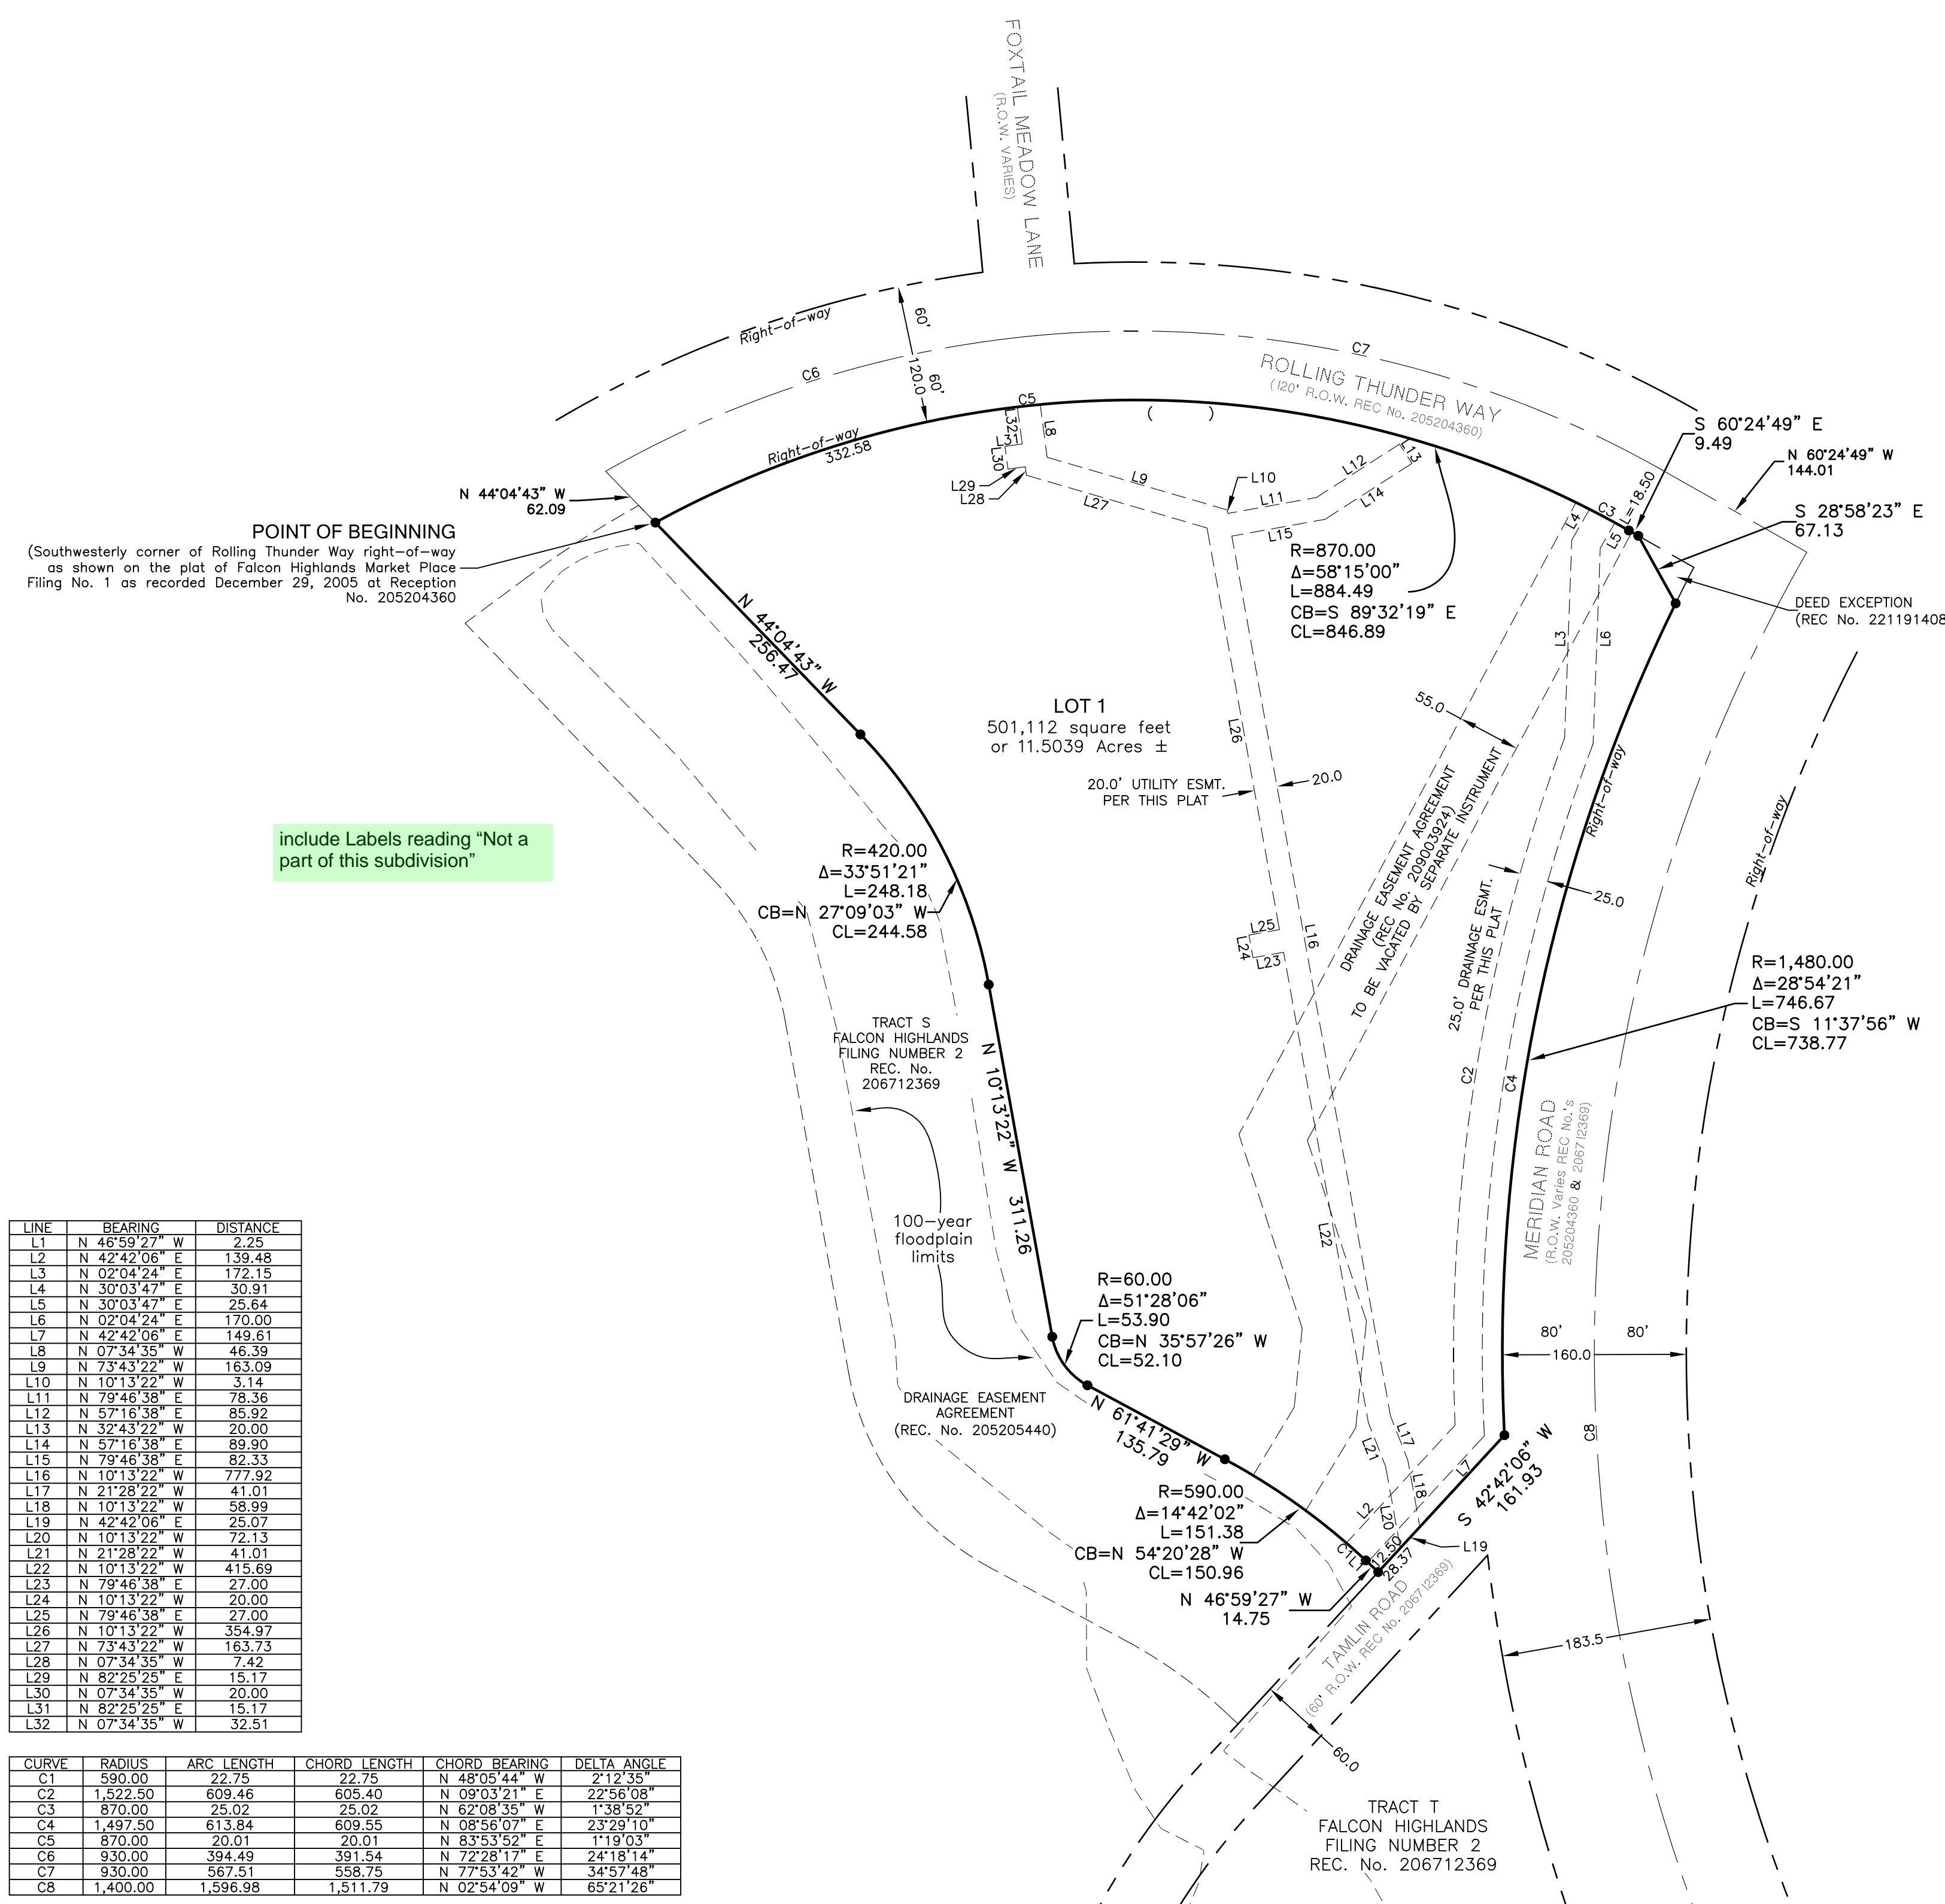 FOXTAIL MEADOW LANE
(R.O.W. VARIES)
Right-of-way
60'
60'
120.0
C6
C7
ROLLING THUNDER WAY
(120' R.O.W. REC No. 205204360)
C5
( )
L32
L31
L30
L8
Right-of-way
332.58
L29
L28
L9
L27
L10
L11
L12
L13
L14
L15
L4
C3
L5
L=18.50
S 60°24'49" E
9.49
N 60°24'49" W
144.01
S 28°58'23" E
67.13
DEED EXCEPTION
(REC No. 221191408
N 44°04'43" W
62.09
POINT OF BEGINNING
(Southwesterly corner of Rolling Thunder Way right-of-way
as shown on the plat of Falcon Highlands Market Place
Filing No. 1 as recorded December 29, 2005 at Reception
No. 205204360
R=870.00
Δ=58°15'00"
L=884.49
CB=S 89°32'19" E
CL=846.89
N 44°04'43" W
256.47
LOT 1
501,112 square feet
or 11.5039 Acres ±
L3
L6
55.0
L26
20.0' UTILITY ESMT.
PER THIS PLAT
20.0
Right-of-way
Right-of-way
include Labels reading “Not a
part of this subdivision”
R=420.00
Δ=33°51'21"
L=248.18
CB=N 27°09'03" W
CL=244.58
DRAINAGE EASEMENT AGREEMENT
(REC No. 209003924)
TO BE VACATED BY SEPARATE INSTRUMENT
25.0' DRAINAGE ESMT.
PER THIS PLAT
25.0
L25
L24
L23
L16
R=1,480.00
Δ=28°54'21"
L=746.67
CB=S 11°37'56" W
CL=738.77
TRACT S
FALCON HIGHLANDS
FILING NUMBER 2
REC. No.
206712369
N 10°13'22" W 311.26
C2
C4
MERIDIAN ROAD
(R.O.W. Varies REC No.'s
205204360 & 206712369)
100-year
floodplain
limits
L22
R=60.00
Δ=51°28'06"
L=53.90
CB=N 35°57'26" W
CL=52.10
80'
80'
160.0
DRAINAGE EASEMENT
AGREEMENT
(REC. No. 205205440)
N 61°41'29" W
135.79
L21
L17
L7
C8
S 42°42'06" W
161.93
R=590.00
Δ=14°42'02"
L=151.38
CB=N 54°20'28" W
CL=150.96
L2
L20
L18
L19
C1
L1
12.50
28.37
N 46°59'27" W
14.75
TAMLIN ROAD
(60' R.O.W. REC No. 206712369)
183.5
60.0
TRACT T
FALCON HIGHLANDS
FILING NUMBER 2
REC. No. 206712369
LINE BEARING DISTANCE
L1 N 46°59'27" W 2.25
L2 N 42°42'06" E 139.48
L3 N 02°04'24" E 172.15
L4 N 30°03'47" E 30.91
L5 N 30°03'47" E 25.64
L6 N 02°04'24" E 170.00
L7 N 42°42'06" E 149.61
L8 N 07°34'35" W 46.39
L9 N 73°43'22" W 163.09
L10 N 10°13'22" W 3.14
L11 N 79°46'38" E 78.36
L12 N 57°16'38" E 85.92
L13 N 32°43'22" W 20.00
L14 N 57°16'38" E 89.90
L15 N 79°46'38" E 82.33
L16 N 10°13'22" W 777.92
L17 N 21°28'22" W 41.01
L18 N 10°13'22" W 58.99
L19 N 42°42'06" E 25.07
L20 N 10°13'22" W 72.13
L21 N 21°28'22" W 41.01
L22 N 10°13'22" W 415.69
L23 N 79°46'38" E 27.00
L24 N 10°13'22" W 20.00
L25 N 79°46'38" E 27.00
L26 N 10°13'22" W 354.97
L27 N 73°43'22" W 163.73
L28 N 07°34'35" W 7.42
L29 N 82°25'25" E 15.17
L30 N 07°34'35" W 20.00
L31 N 82°25'25" E 15.17
L32 N 07°34'35" W 32.51
CURVE RADIUS ARC LENGTH CHORD LENGTH CHORD BEARING DELTA ANGLE
C1 590.00 22.75 22.75 N 48°05'44" W 2°12'35"
C2 1,522.50 609.46 605.40 N 09°03'21" E 22°56'08"
C3 870.00 25.02 25.02 N 62°08'35" W 1°38'52"
C4 1,497.50 613.84 609.55 N 08°56'07" E 23°29'10"
C5 870.00 20.01 20.01 N 83°53'52" E 1°19'03"
C6 930.00 394.49 391.54 N 72°28'17" E 24°18'14"
C7 930.00 567.51 558.75 N 77°53'42" W 34°57'48"
C8 1,400.00 1,596.98 1,511.79 N 02°54'09" W 65°21'26"